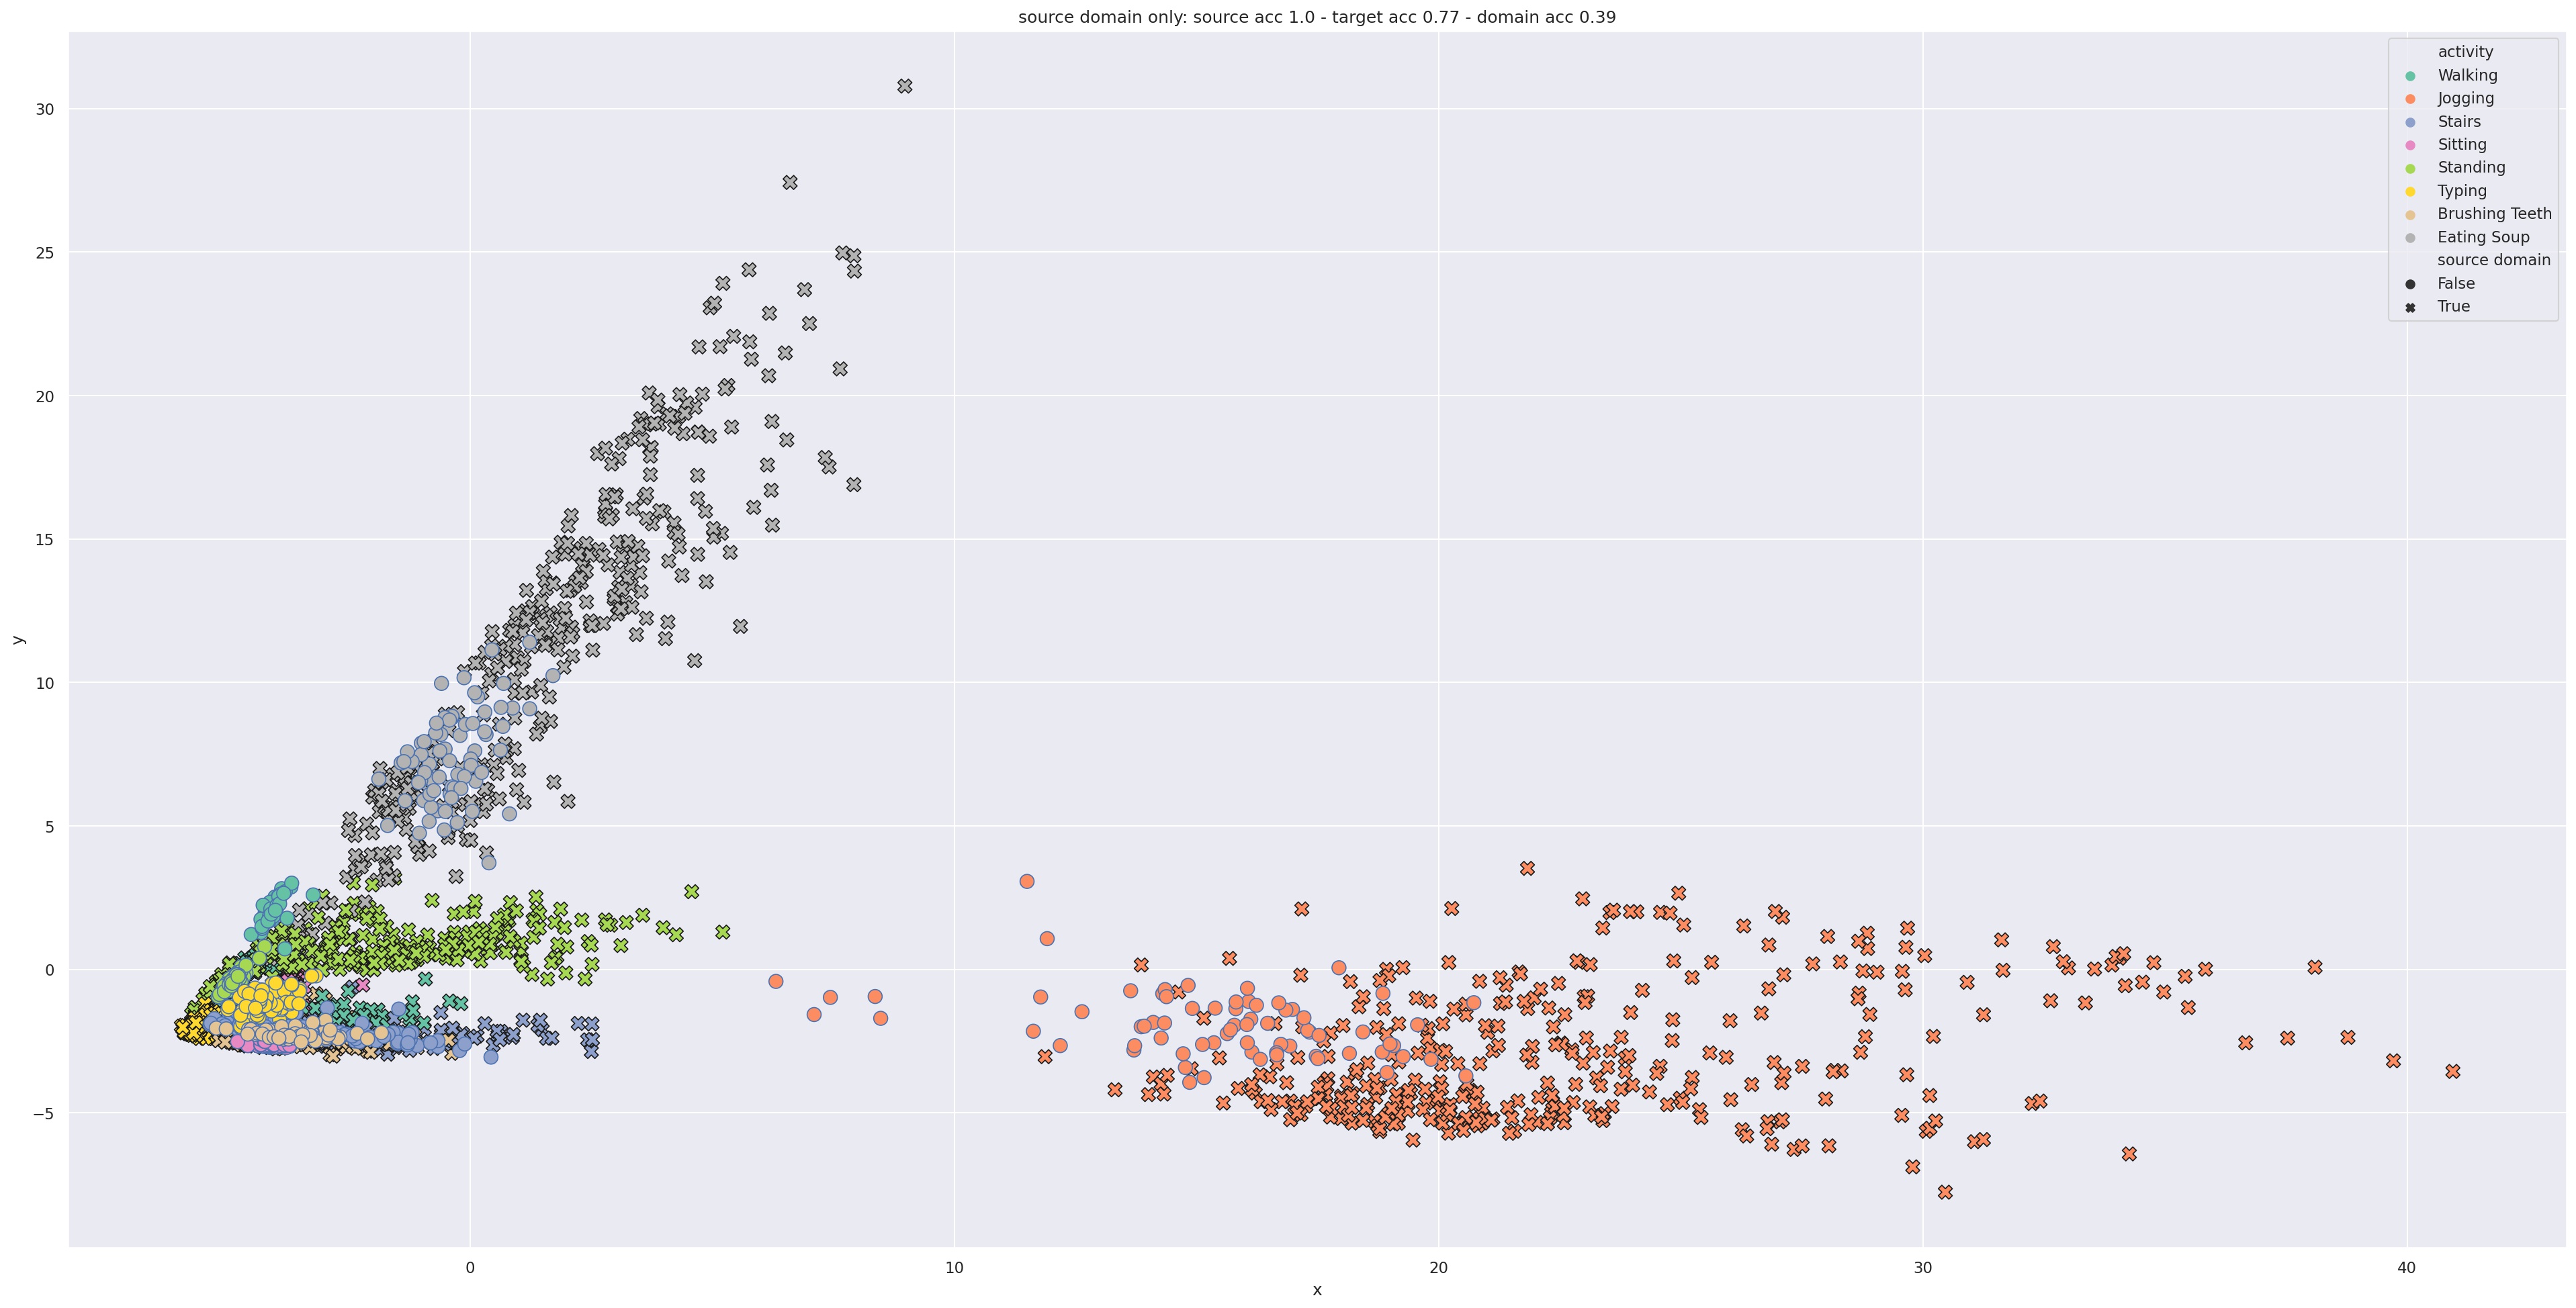 source domain only: source acc 1.0 - target acc 0.77 - domain acc 0.39
activity
Walking
Jogging
Stairs
Sitting
Standing
Typing
Brushing Teeth
Eating Soup
source domain
False
True
30
25
20
15
10
5
0
−5
y
0 10 20 30 40
x